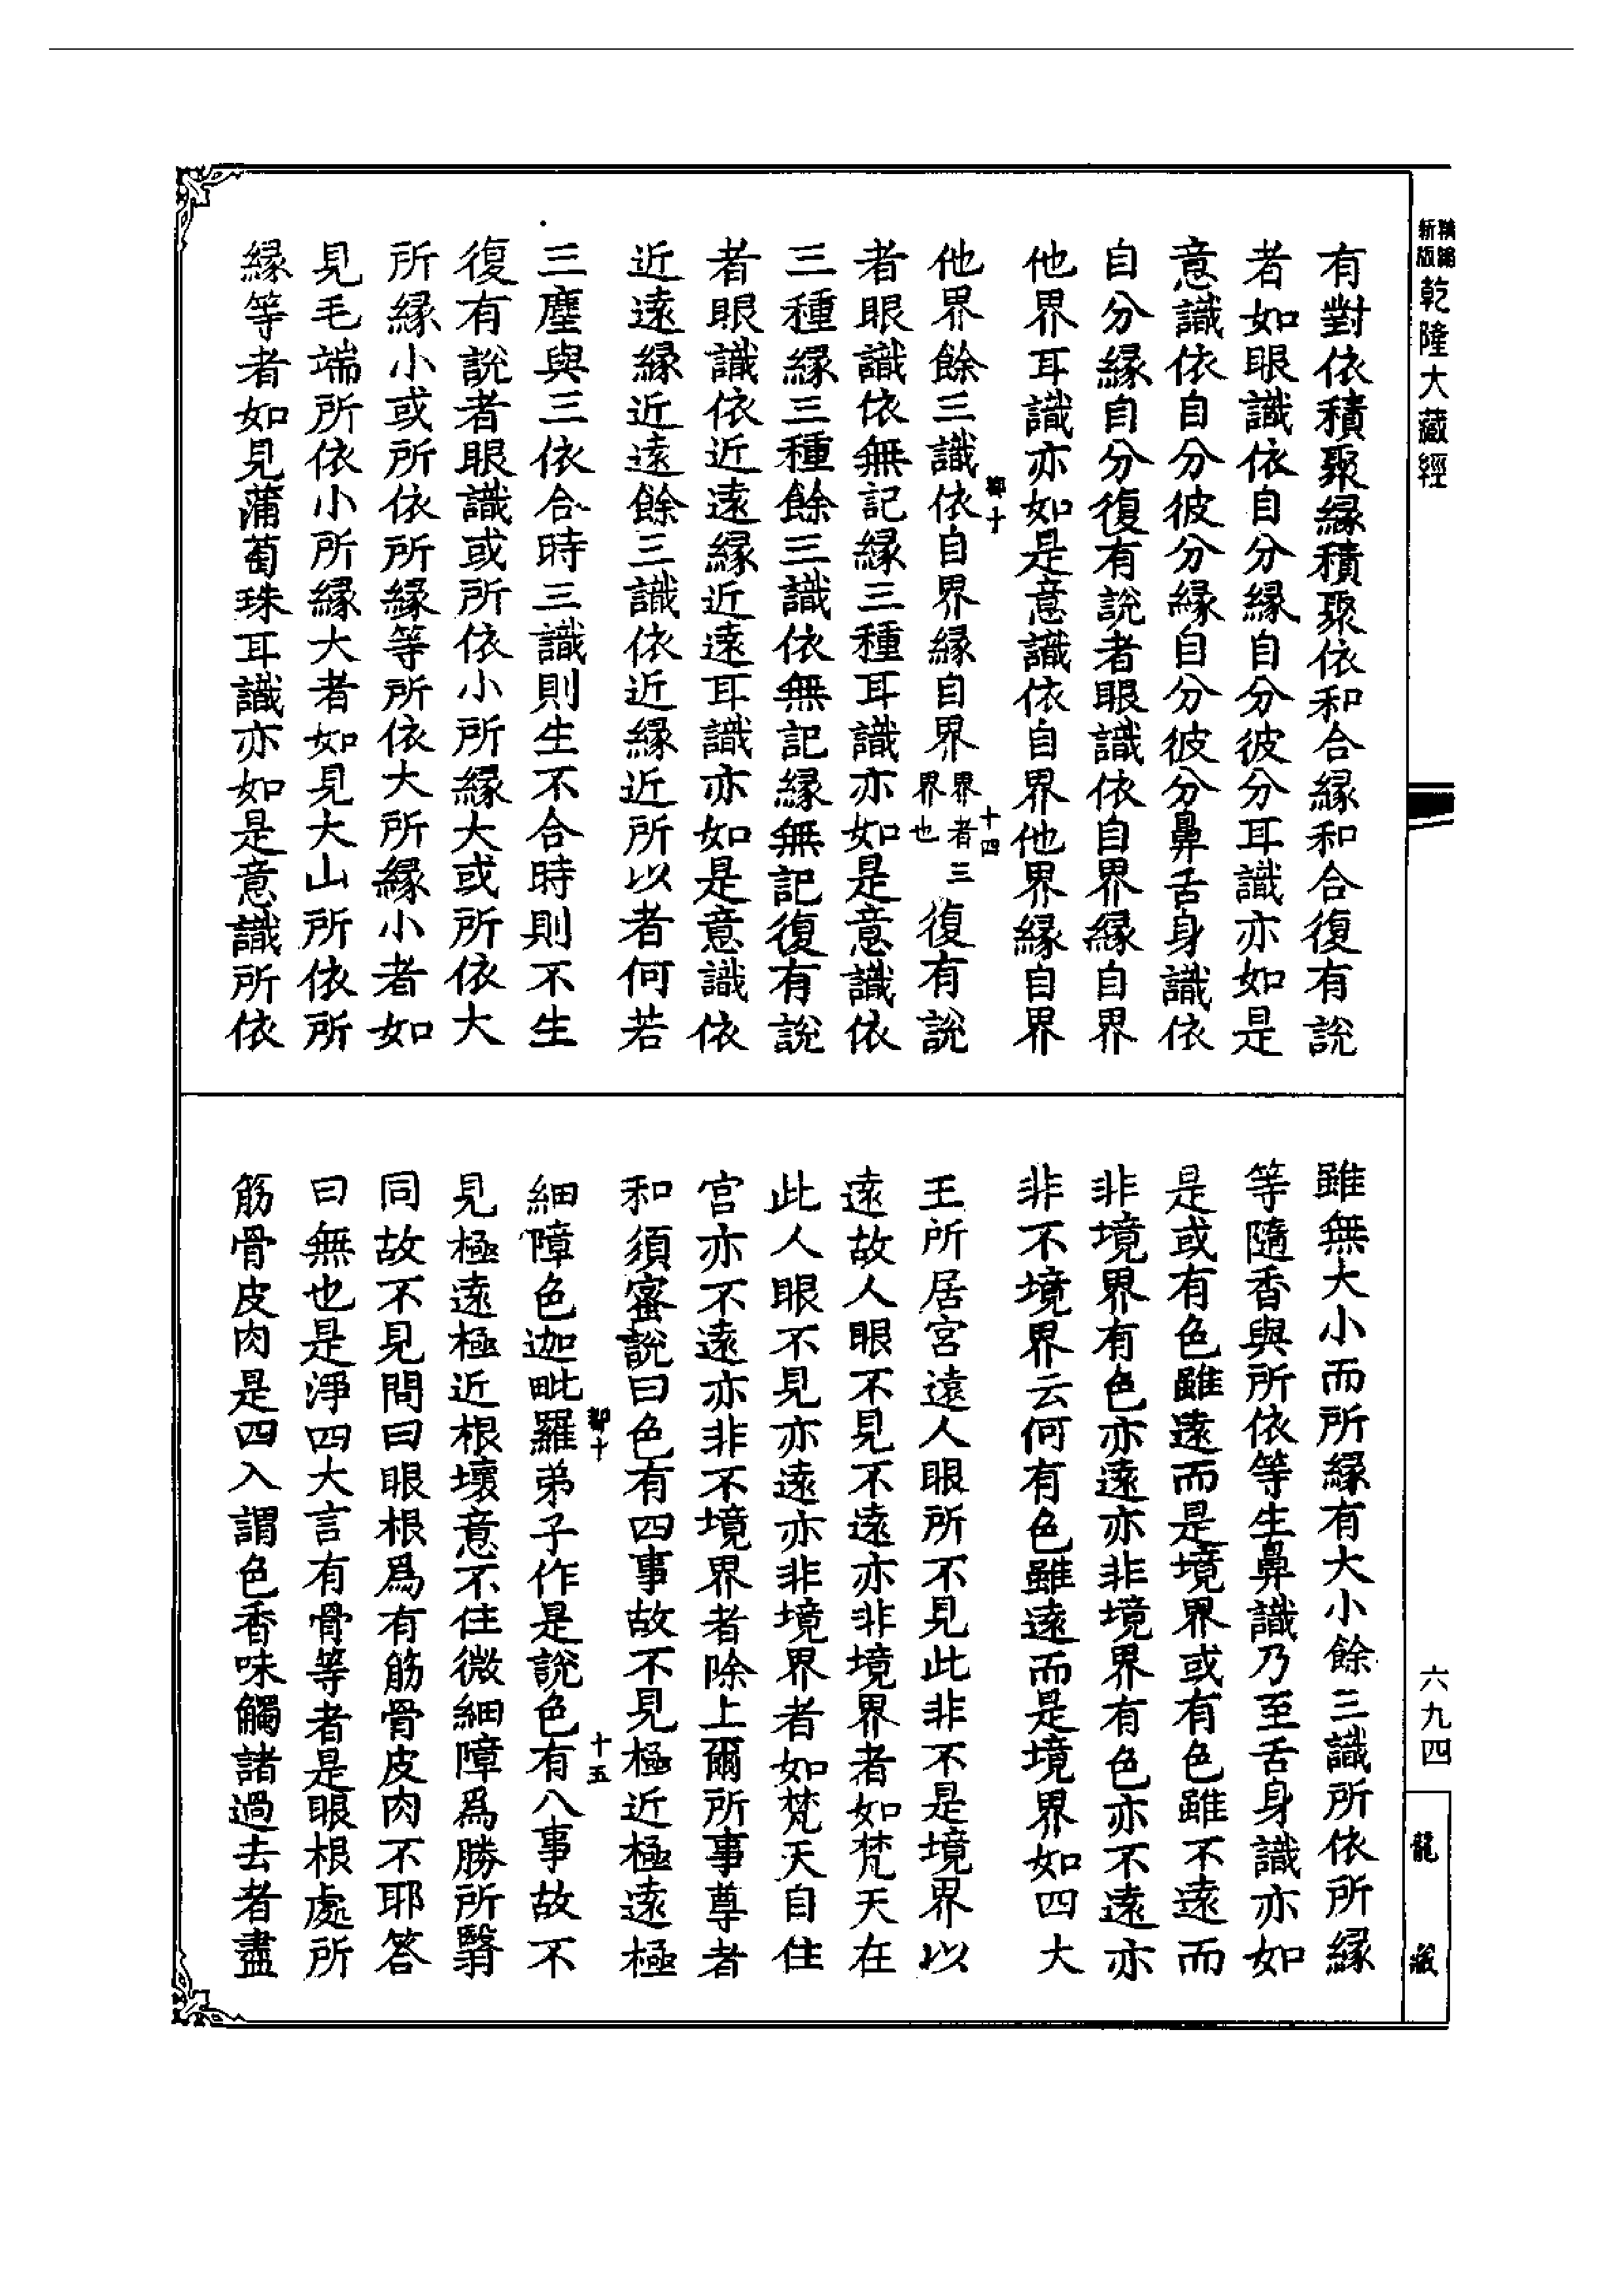 精縮
新版
乾隆大藏經
有對依積聚縁積聚依和合縁和合復有說
者如眼識依自分縁自分彼分耳識亦如是
意識依自分彼分縁自分彼分鼻舌身識依
自分縁自分復有說者眼識依自界縁自界
他界耳識亦如是意識依自界他界縁自界
他界餘三識依自界縁自界界者三界也復有說
十四
者眼識依無記縁三種耳識亦如是意識依
三種縁三種餘三識依無記縁無記復有說
者眼識依近遠縁近遠耳識亦如是意識依
近遠縁近遠餘三識依近縁近所以者何若
三塵與三依合時三識則生不合時則不生
復有說者眼識或所依小所縁大或所依大
所縁小或所依所縁等所依大所縁小者如
見毛端所依小所縁大者如見大山所依所
縁等者如見蒲萄珠耳識亦如是意識所依
雖無大小而所縁有大小餘三識所依所縁
等隨香與所依等生鼻識乃至舌身識亦如
是或有色雖遠而是境界或有色雖不遠而
非境界有色亦遠亦非境界有色亦不遠亦
非不境界云何有色雖遠而是境界如四大
王所居宮遠人眼所不見此非不是境界以
遠故人眼不見不遠亦非境界者如梵天在
此人眼不見亦遠亦非境界者如梵天自住
宮亦不遠亦非不境界者除上爾所事尊者
和須蜜說曰色有四事故不見極近極遠極
十五
細障色迦毗羅弟子作是說色有八事故不
見極遠極近根壞意不住微細障爲勝所翳
同故不見問曰眼根爲有筋骨皮肉不耶答
曰無也是淨四大言有骨等者是眼根處所
筋骨皮肉是四入謂色香味觸諸過去者盡
六九四
龍藏